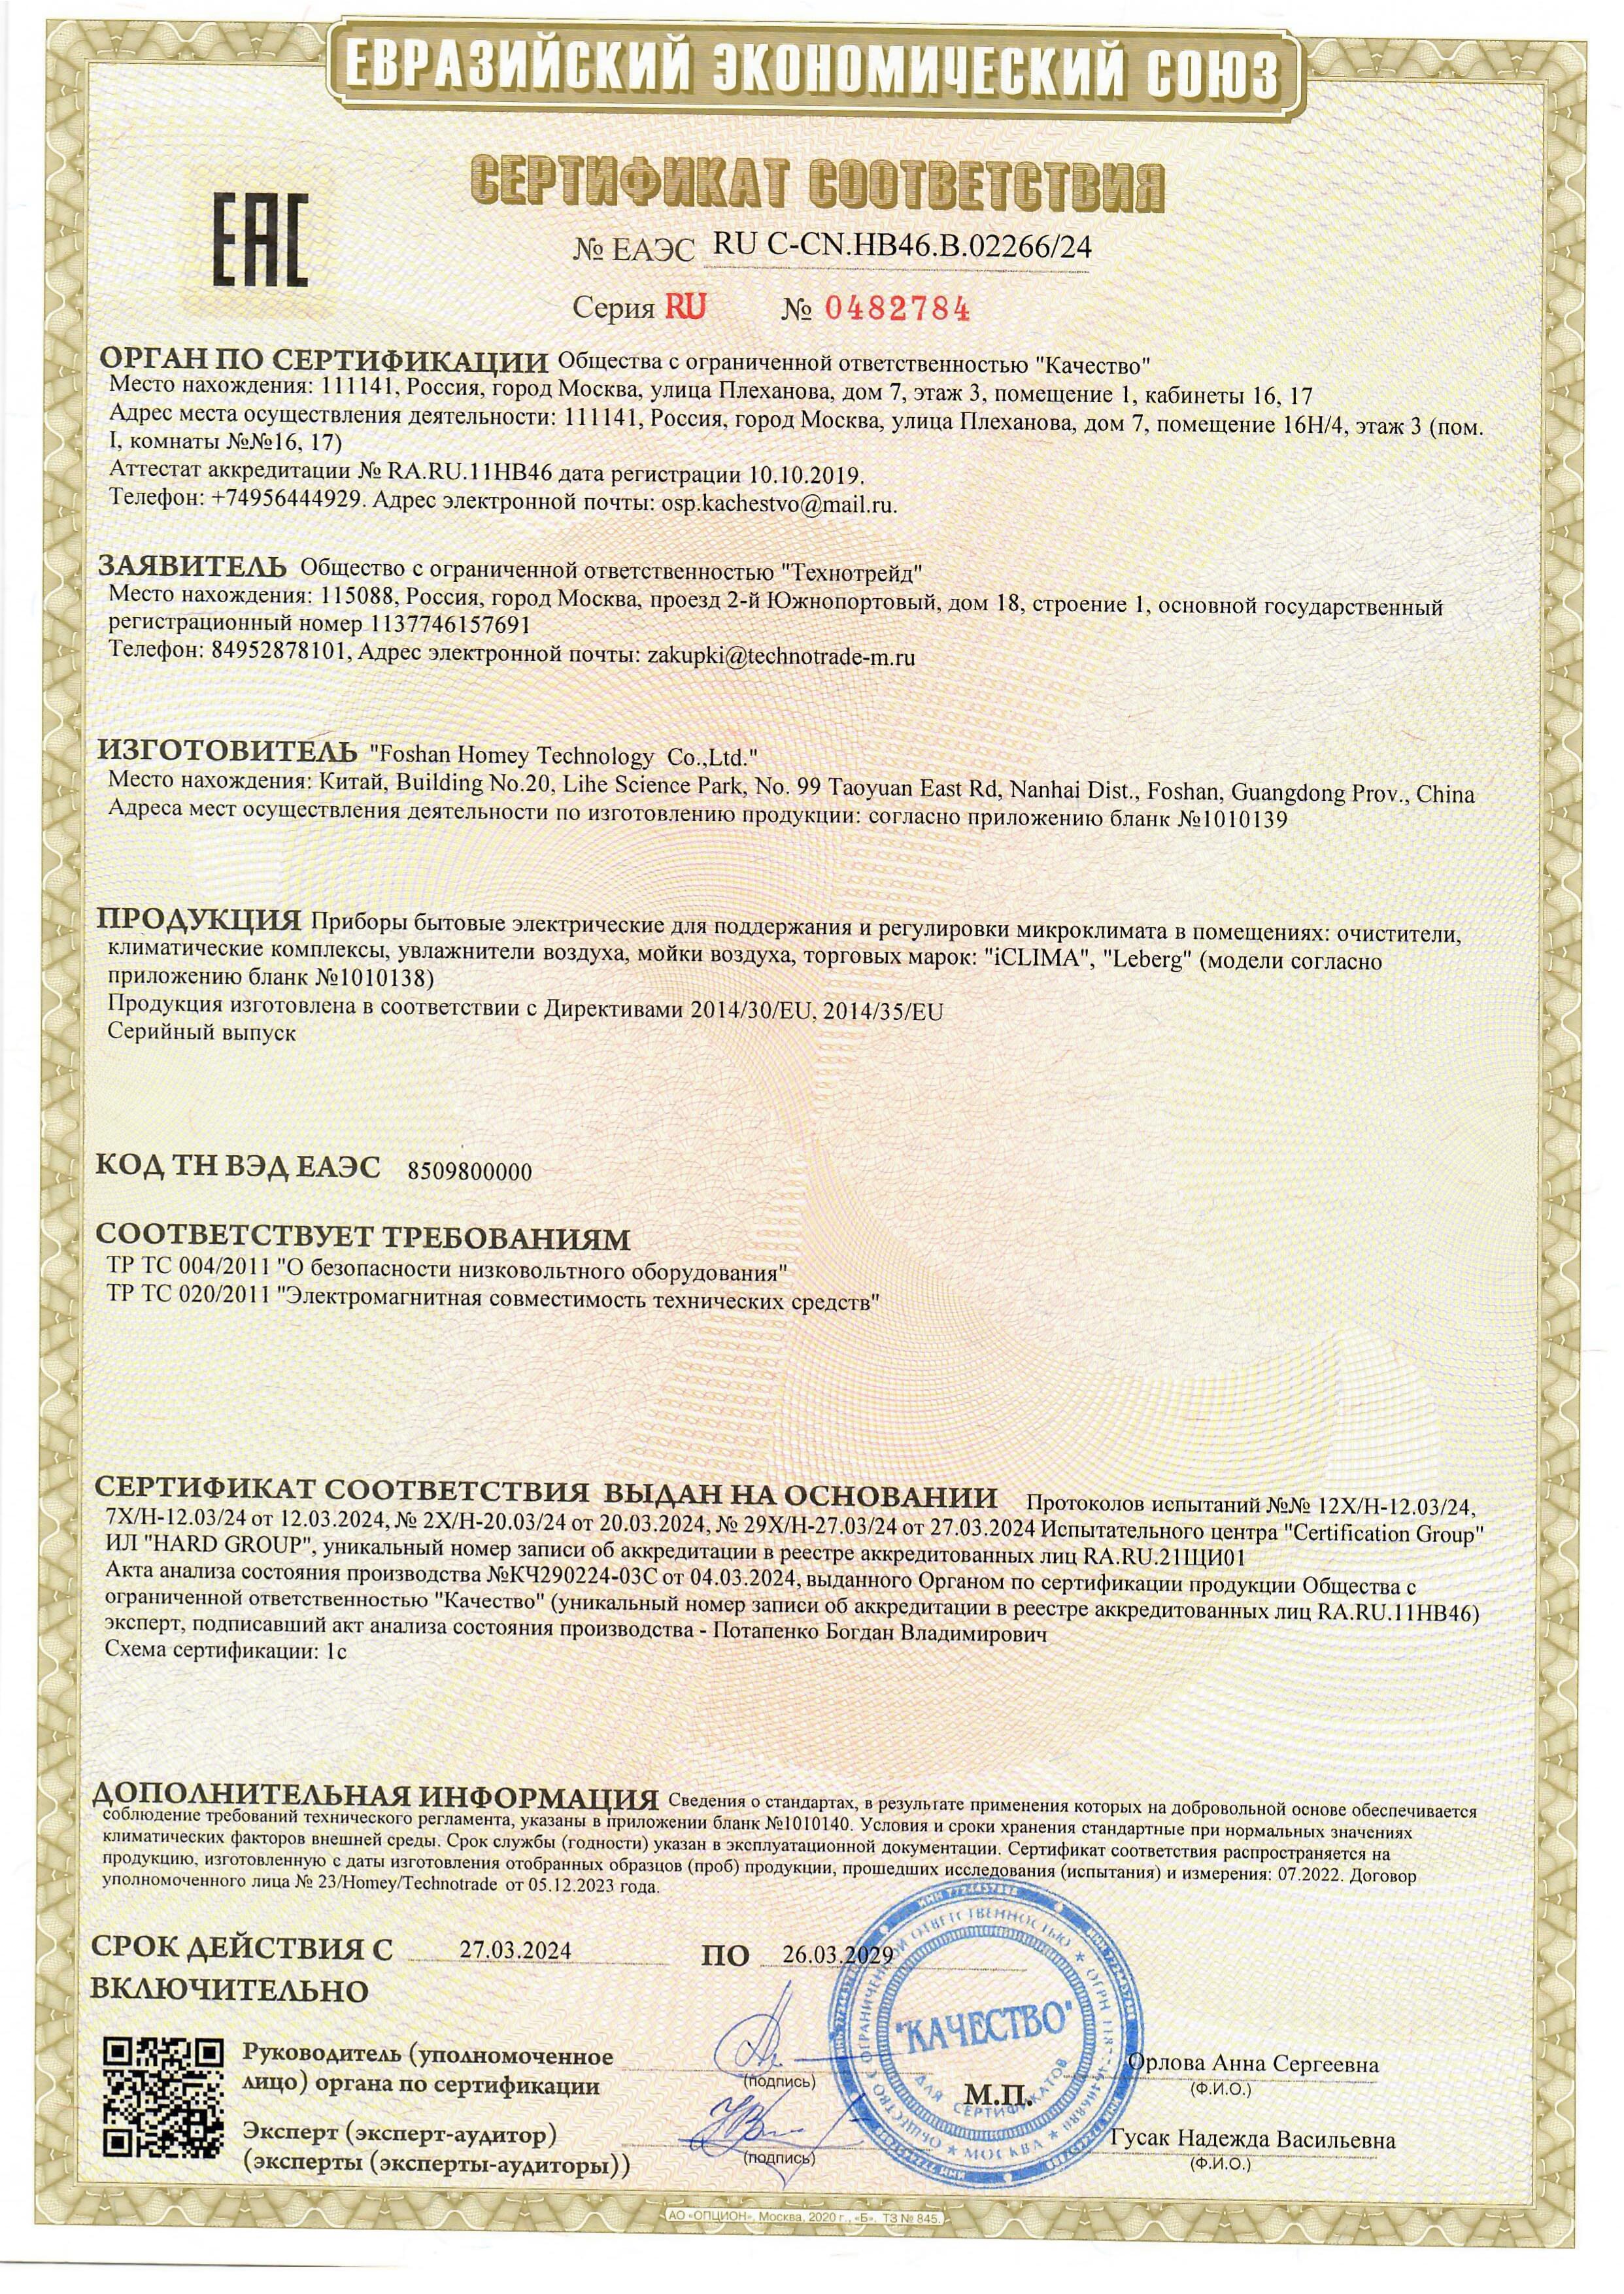 ЕВРАЗИЙСКИЙ ЭКОНОМИЧЕСКИЙ СОЮЗ
ЕАС
СЕРТИФИКАТ СООТВЕТСТВИЯ
№ ЕАЭС RU C-CN.НВ46.В.02266/24
Серия RU № 0482784
ОРГАН ПО СЕРТИФИКАЦИИ Общества с ограниченной ответственностью "Качество"
Место нахождения: 111141, Россия, город Москва, улица Плеханова, дом 7, этаж 3, помещение 1, кабинеты 16, 17
Адрес места осуществления деятельности: 111141, Россия, город Москва, улица Плеханова, дом 7, помещение 16Н/4, этаж 3 (пом.
I, комнаты №№16, 17)
Аттестат аккредитации № RA.RU.11НВ46 дата регистрации 10.10.2019.
Телефон: +74956444929. Адрес электронной почты: osp.kachestvo@mail.ru.
ЗАЯВИТЕЛЬ Общество с ограниченной ответственностью "Технотрейд"
Место нахождения: 115088, Россия, город Москва, проезд 2-й Южнопортовый, дом 18, строение 1, основной государственный
регистрационный номер 1137746157691
Телефон: 84952878101, Адрес электронной почты: zakupki@technotrade-m.ru
ИЗГОТОВИТЕЛЬ "Foshan Homey Technology Co.,Ltd."
Место нахождения: Китай, Building No.20, Lihe Science Park, No. 99 Taoyuan East Rd, Nanhai Dist., Foshan, Guangdong Prov., China
Адреса мест осуществления деятельности по изготовлению продукции: согласно приложению бланк №1010139
ПРОДУКЦИЯ Приборы бытовые электрические для поддержания и регулировки микроклимата в помещениях: очистители,
климатические комплексы, увлажнители воздуха, мойки воздуха, торговых марок: "iCLIMA", "Leberg" (модели согласно
приложению бланк №1010138)
Продукция изготовлена в соответствии с Директивами 2014/30/EU, 2014/35/EU
Серийный выпуск
КОД ТН ВЭД ЕАЭС 8509800000
СООТВЕТСТВУЕТ ТРЕБОВАНИЯМ
ТР ТС 004/2011 "О безопасности низковольтного оборудования"
ТР ТС 020/2011 "Электромагнитная совместимость технических средств"
СЕРТИФИКАТ СООТВЕТСТВИЯ ВЫДАН НА ОСНОВАНИИ Протоколов испытаний №№ 12Х/Н-12.03/24,
7Х/Н-12.03/24 от 12.03.2024, № 2Х/Н-20.03/24 от 20.03.2024, № 29Х/Н-27.03/24 от 27.03.2024 Испытательного центра "Certification Group"
ИЛ "HARD GROUP", уникальный номер записи об аккредитации в реестре аккредитованных лиц RA.RU.21ЩИ01
Акта анализа состояния производства №КЧ290224-03С от 04.03.2024, выданного Органом по сертификации продукции Общества с
ограниченной ответственностью "Качество" (уникальный номер записи об аккредитации в реестре аккредитованных лиц RA.RU.11НВ46)
эксперт, подписавший акт анализа состояния производства - Потапенко Богдан Владимирович
Схема сертификации: 1с
ДОПОЛНИТЕЛЬНАЯ ИНФОРМАЦИЯ Сведения о стандартах, в результате применения которых на добровольной основе обеспечивается
соблюдение требований технического регламента, указаны в приложении бланк №1010140. Условия и сроки хранения стандартные при нормальных значениях
климатических факторов внешней среды. Срок службы (годности) указан в эксплуатационной документации. Сертификат соответствия распространяется на
продукцию, изготовленную с даты изготовления отобранных образцов (проб) продукции, прошедших исследования (испытания) и измерения: 07.2022. Договор
уполномоченного лица № 23/Homey/Technotrade от 05.12.2023 года.
СРОК ДЕЙСТВИЯ С 27.03.2024 ПО 26.03.2029
ВКЛЮЧИТЕЛЬНО
"КАЧЕСТВО"
ДЛЯ СЕРТИФИКАТОВ
МОСКВА
Руководитель (уполномоченное
лицо) органа по сертификации
(подпись)
М.П.
Орлова Анна Сергеевна
(Ф.И.О.)
Эксперт (эксперт-аудитор)
(эксперты (эксперты-аудиторы))
(подпись)
Гусак Надежда Васильевна
(Ф.И.О.)
АО «ОПЦИОН», Москва, 2020 г., «Б». ТЗ № 845.